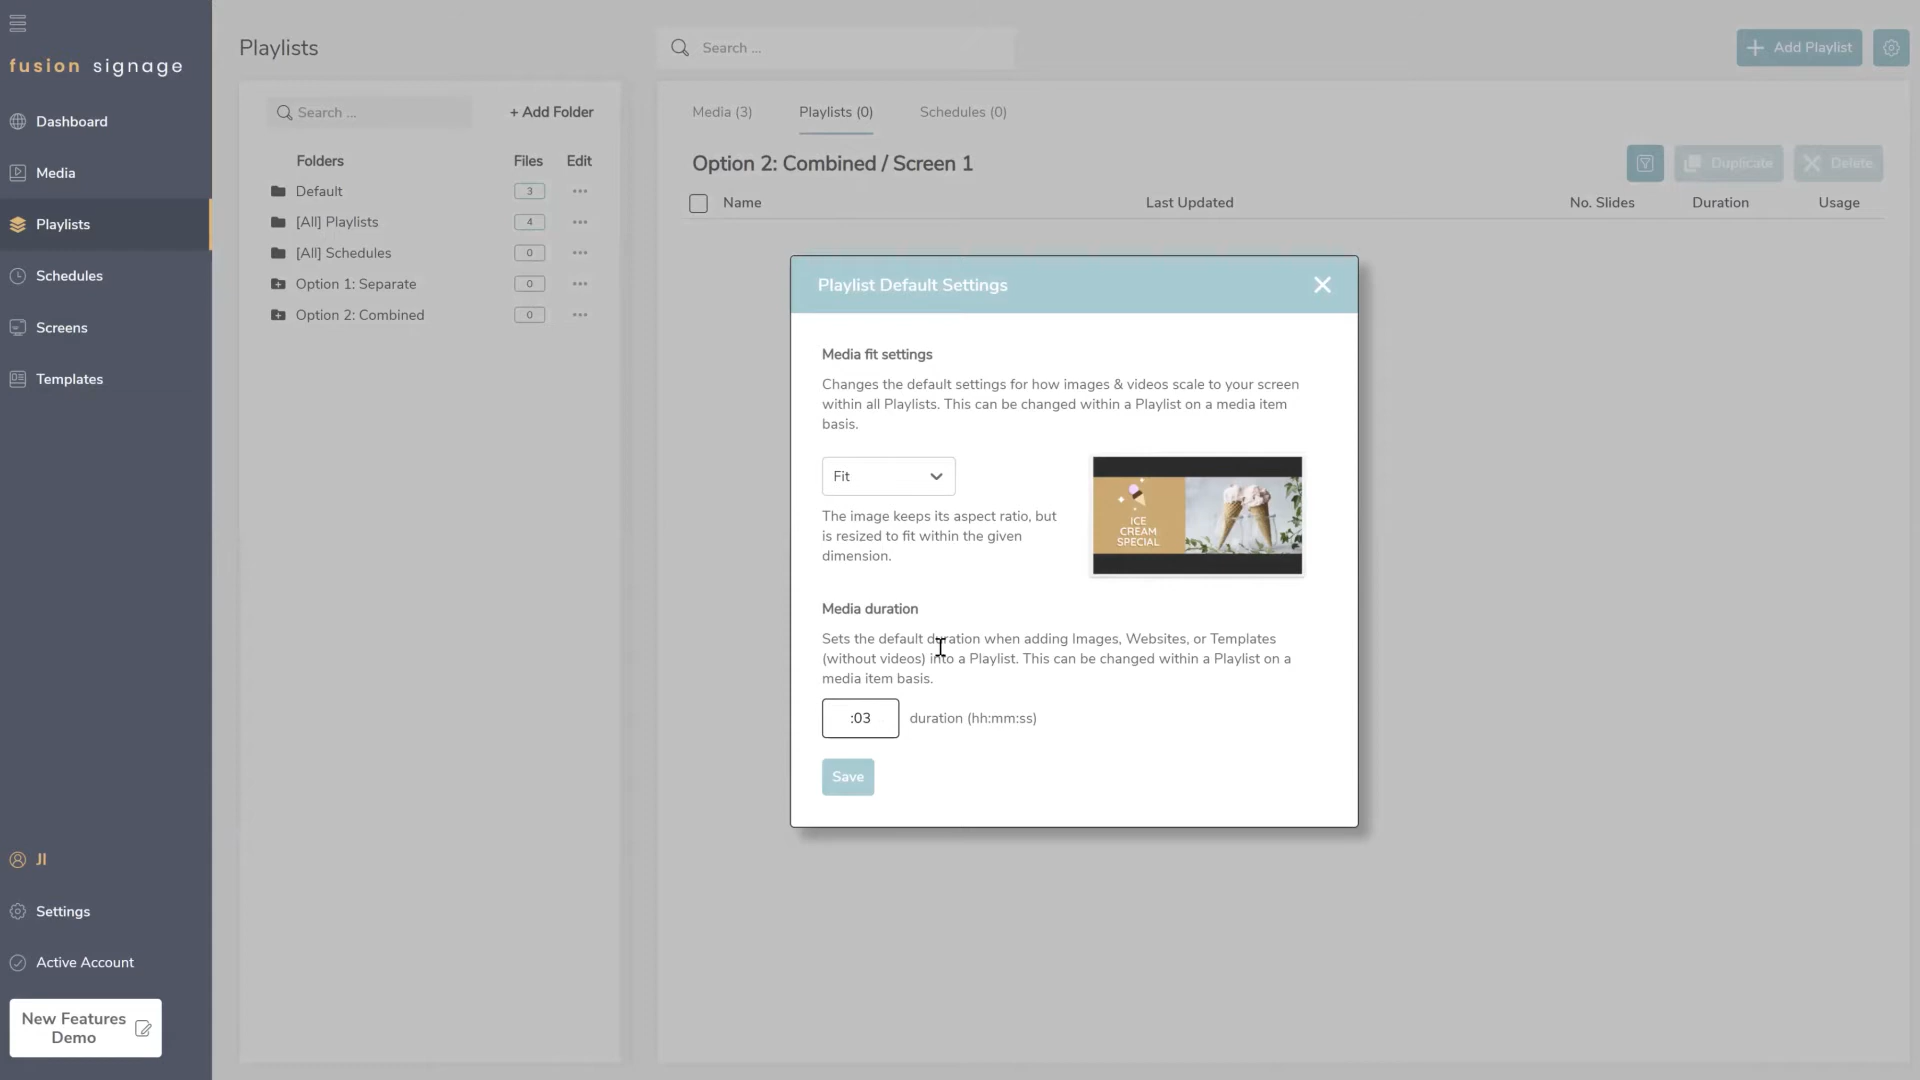 fusion signage
Dashboard
Media
Playlists
Schedules
Screens
Templates
JI
Settings
Active Account
New Features
Demo
Playlists
Search ...
+ Add Folder
Folders Files Edit
Default 3
[All] Playlists 4
[All] Schedules 0
Option 1: Separate 0
Option 2: Combined 0
Search ...
Add Playlist
Media (3) Playlists (0) Schedules (0)
Option 2: Combined / Screen 1
Duplicate Delete
Name Last Updated No. Slides Duration Usage
Playlist Default Settings
Media fit settings
Changes the default settings for how images & videos scale to your screen
within all Playlists. This can be changed within a Playlist on a media item
basis.
Fit
The image keeps its aspect ratio, but
is resized to fit within the given
dimension.
ICE
CREAM
SPECIAL
Media duration
Sets the default duration when adding Images, Websites, or Templates
(without videos) into a Playlist. This can be changed within a Playlist on a
media item basis.
:03 duration (hh:mm:ss)
Save